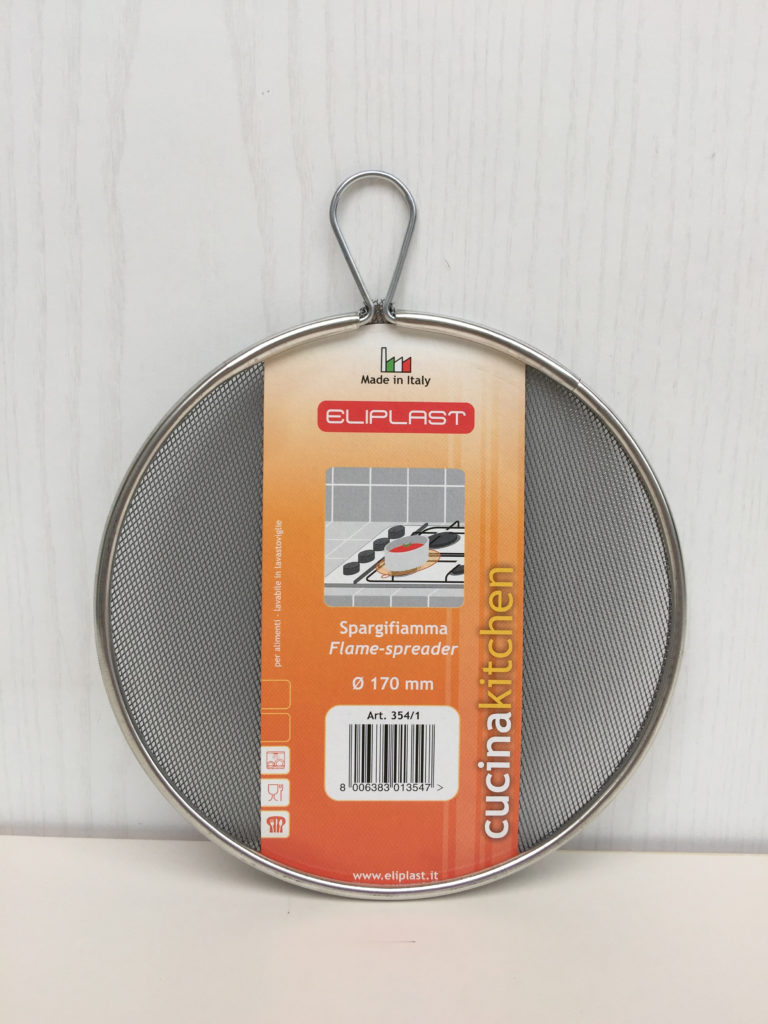 Made in Italy
ELIPLAST
per alimenti - lavabile in lavastoviglie
Spargifiamma
Flame-spreader
Ø 170 mm
cucinakitchen
Art. 354/1
8 006383 013547 >
www.eliplast.it